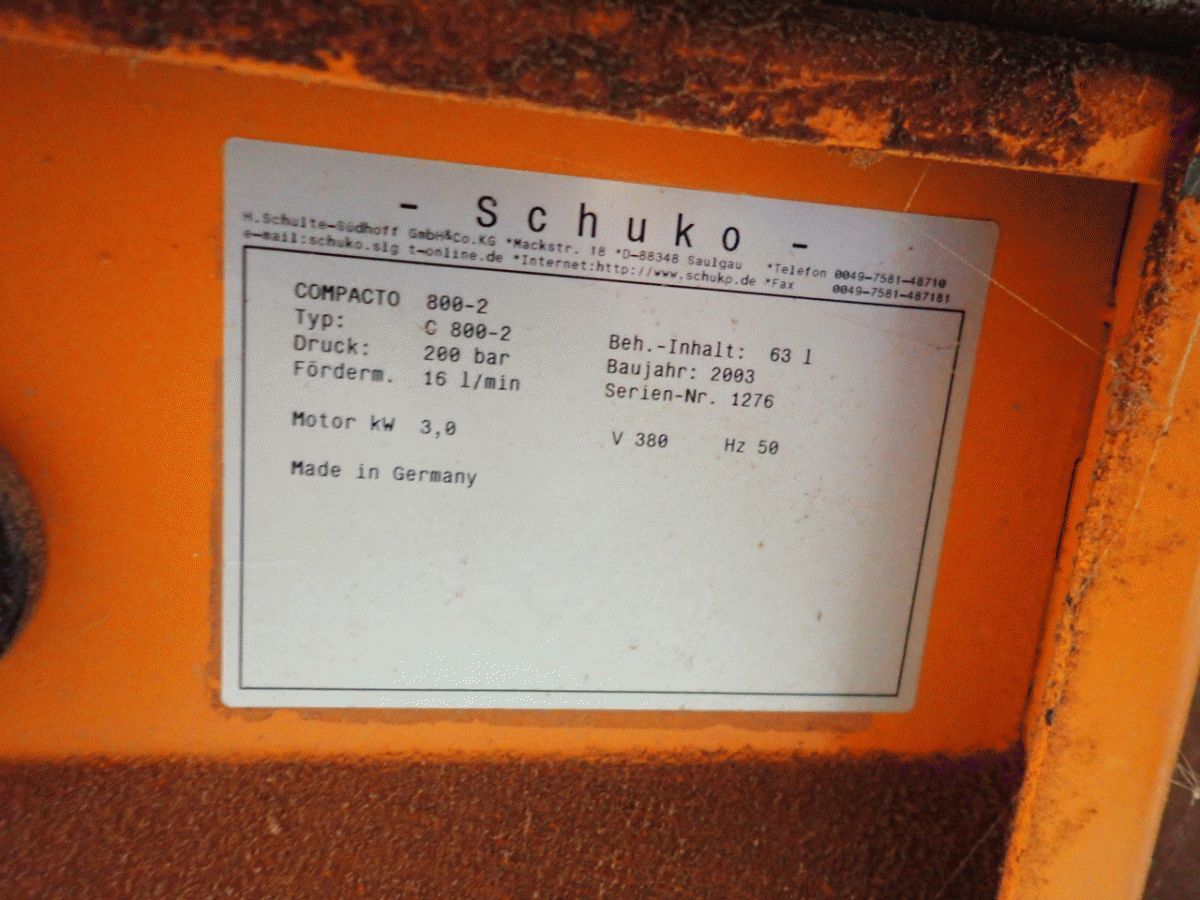 - Schuko -
H.Schulte-Südhoff GmbH&Co.KG *Mackstr. 18 *D-88348 Saulgau *Telefon 0049-7581-48710
e-mail:schuko.slg t-online.de *Internet:http://www.schuko.de *Fax 0049-7581-487181
COMPACTO 800-2
Typ: C 800-2
Druck: 200 bar
Förderm. 16 l/min
Beh.-Inhalt: 63 l
Baujahr: 2003
Serien-Nr. 1276
Motor kW 3,0
V 380 Hz 50
Made in Germany